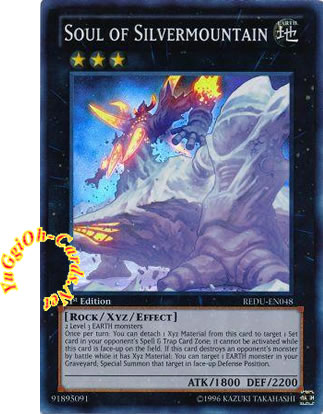 SOUL OF SILVERMOUNTAIN
EARTH
地
YuGgiOh-Cards.Net
1st Edition
REDU-EN048
[ROCK / XYZ / EFFECT]
2 Level 3 EARTH monsters
Once per turn: You can detach 1 Xyz Material from this card to target 1 Set
card in your opponent's Spell & Trap Card Zone; it cannot be activated while
this card is face-up on the field. If this card destroys an opponent's monster
by battle while it has Xyz Material: You can target 1 EARTH monster in your
Graveyard; Special Summon that target in face-up Defense Position.
ATK/1800 DEF/2200
91895091
©1996 KAZUKI TAKAHASHI